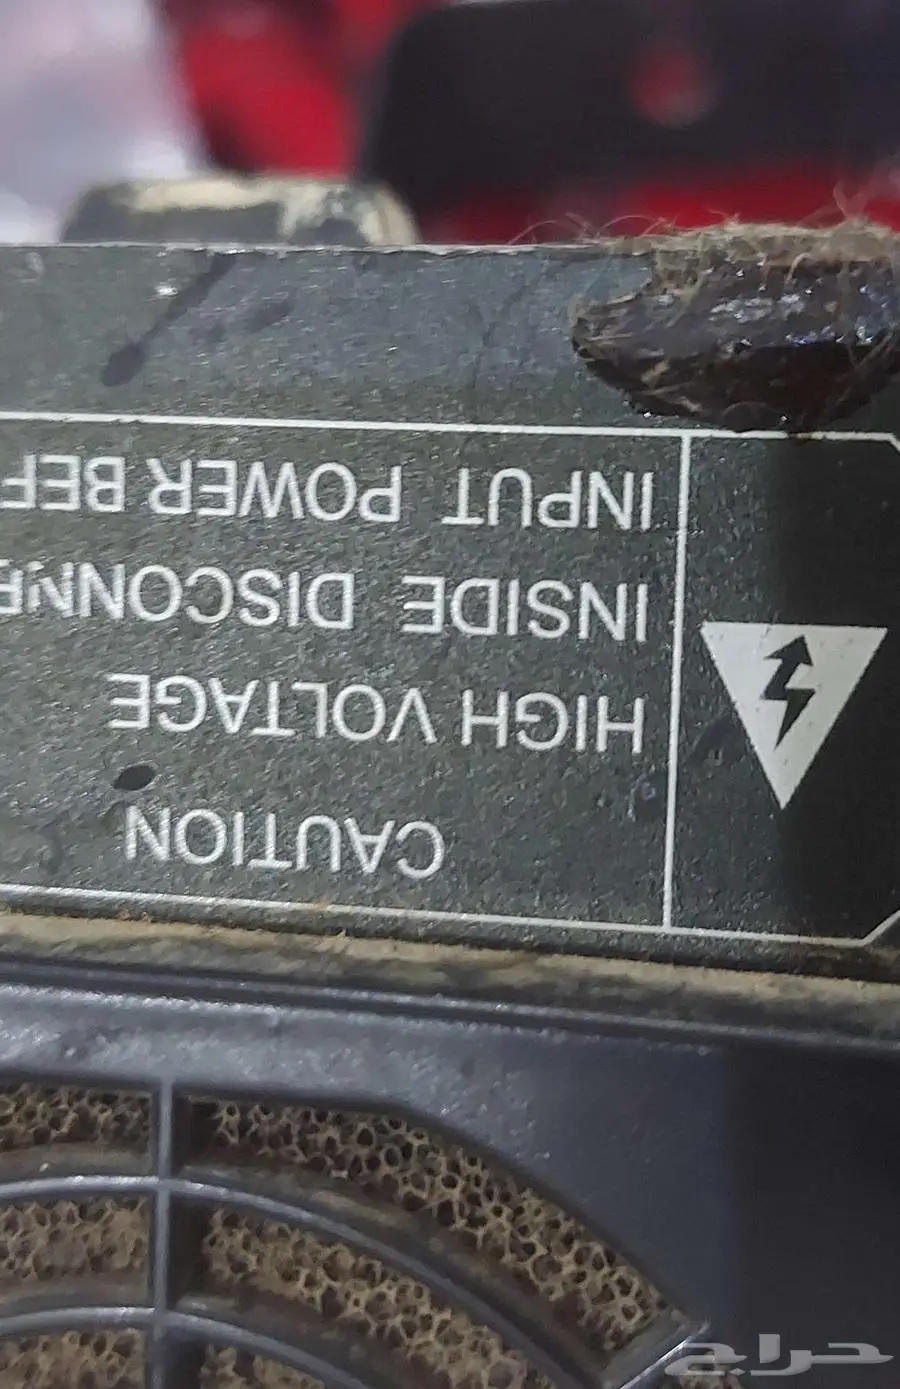 CAUTION
HIGH VOLTAGE
INSIDE DISCONNE
INPUT POWER BEF
حراج